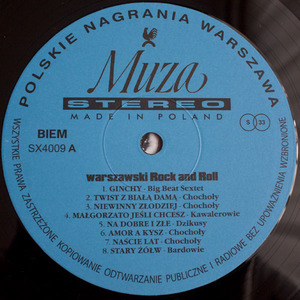 POLSKIE NAGRANIA WARSZAWA
Muza
STEREO
MADE IN POLAND
BIEM
SX4009 A
S 33
warszawski Rock and Roll
1. GINCHY - Big Beat Sextet
2. TWIST Z BIAŁĄ DAMĄ - Chochoły
3. NIEWINNY ZŁODZIEJ - Chochoły
4. MAŁGORZATO JEŚLI CHCESZ - Kawalerowie
5. NA DOBRE I ZŁE - Dzikusy
6. AMOR A KYSZ - Chochoły
7. NAŚCIE LAT - Chochoły
8. STARY ŻÓŁW - Bardowie
WSZYSTKIE PRAWA ZASTRZEŻONE KOPIOWANIE ODTWARZANIE PUBLICZNE I RADIOWE BEZ UPOWAŻNIENIA WZBRONIONE